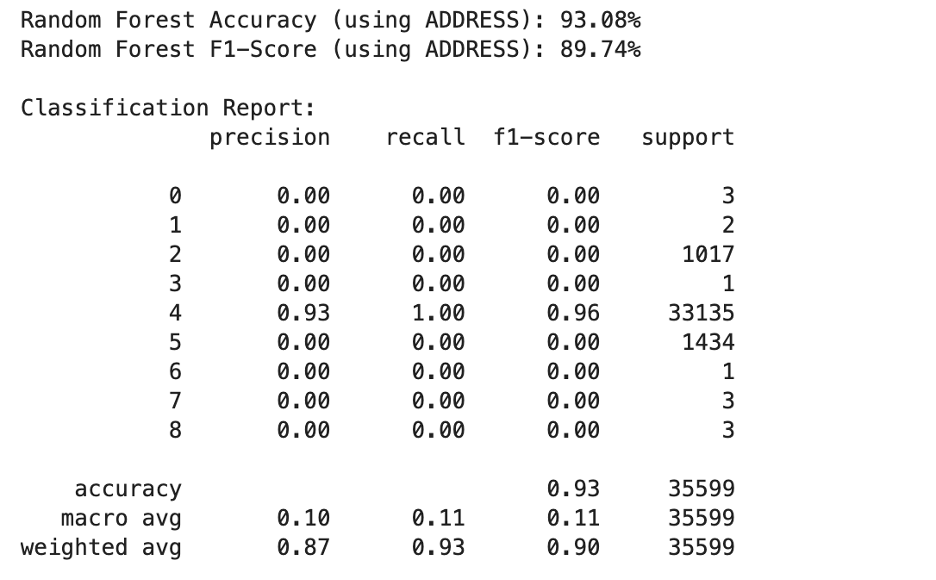 Random Forest Accuracy (using ADDRESS): 93.08%
Random Forest F1-Score (using ADDRESS): 89.74%
Classification Report:
precision recall f1-score support
0 0.00 0.00 0.00 3
1 0.00 0.00 0.00 2
2 0.00 0.00 0.00 1017
3 0.00 0.00 0.00 1
4 0.93 1.00 0.96 33135
5 0.00 0.00 0.00 1434
6 0.00 0.00 0.00 1
7 0.00 0.00 0.00 3
8 0.00 0.00 0.00 3
accuracy 0.93 35599
macro avg 0.10 0.11 0.11 35599
weighted avg 0.87 0.93 0.90 35599